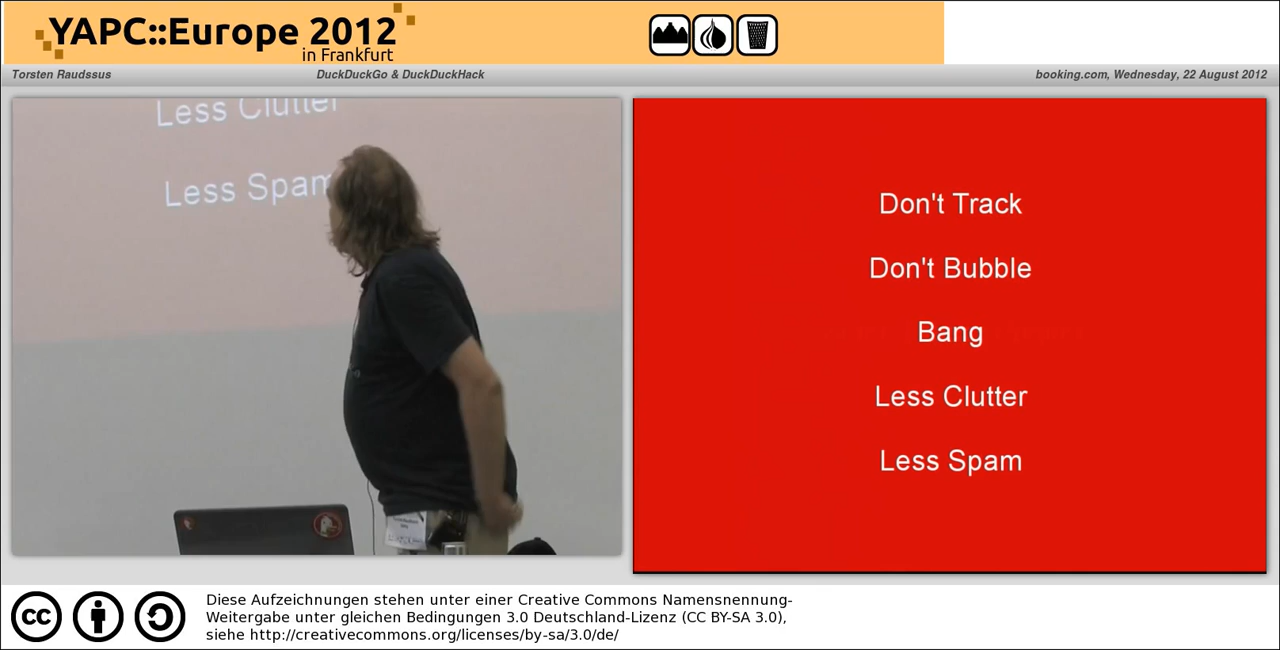 YAPC::Europe 2012
in Frankfurt
Torsten Raudssus
DuckDuckGo & DuckDuckHack
booking.com, Wednesday, 22 August 2012
Less Clutter
Less Spam
Don't Track
Don't Bubble
Bang
Less Clutter
Less Spam
cc
Diese Aufzeichnungen stehen unter einer Creative Commons Namensnennung-
Weitergabe unter gleichen Bedingungen 3.0 Deutschland-Lizenz (CC BY-SA 3.0),
siehe http://creativecommons.org/licenses/by-sa/3.0/de/